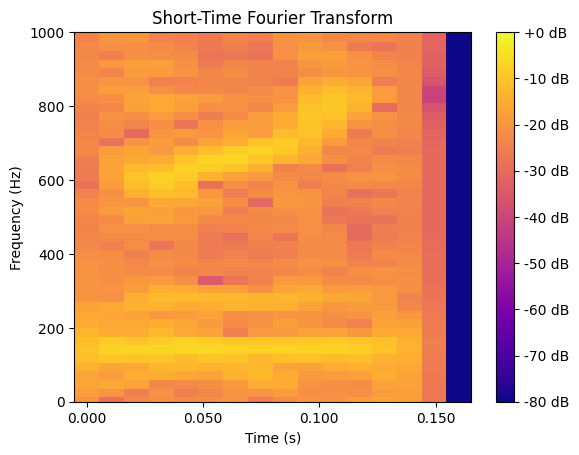 Short-Time Fourier Transform
1000
800
600
400
200
0
Frequency (Hz)
0.000
0.050
0.100
0.150
Time (s)
+0 dB
-10 dB
-20 dB
-30 dB
-40 dB
-50 dB
-60 dB
-70 dB
-80 dB